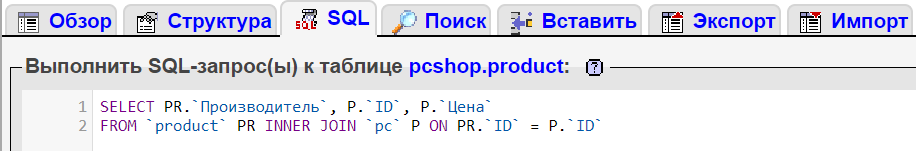 Обзор Структура SQL Поиск Вставить Экспорт Импорт
Выполнить SQL-запрос(ы) к таблице pcshop.product:
1 SELECT PR.`Производитель`, P.`ID`, P.`Цена`
2 FROM `product` PR INNER JOIN `pc` P ON PR.`ID` = P.`ID`